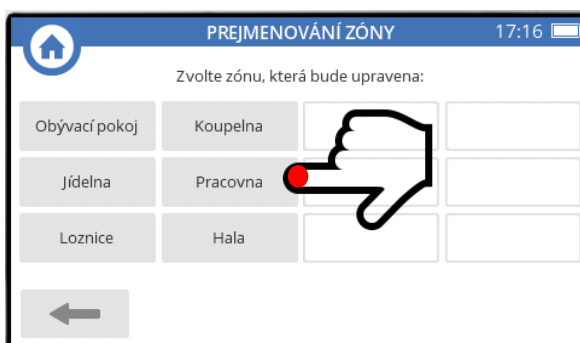 PREJMENOVÁNÍ ZÓNY 17:16
Zvolte zónu, která bude upravena:
Obývací pokoj Koupelna
Jídelna Pracovna
Loznice Hala